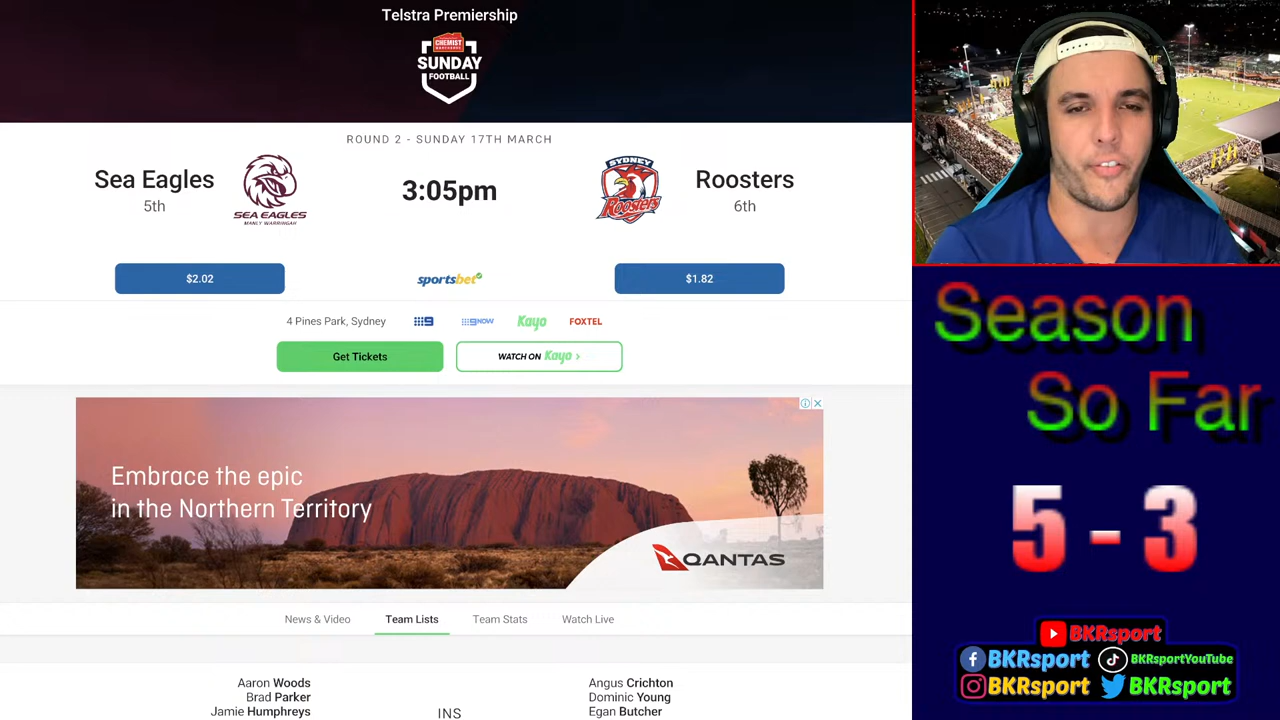 Telstra Premiership
CHEMIST WAREHOUSE
SUNDAY
FOOTBALL
ROUND 2 - SUNDAY 17TH MARCH
Sea Eagles
5th
SEA EAGLES
MANLY WARRINGAH
3:05pm
SYDNEY
Roosters
Roosters
6th
$2.02
sportsbet
$1.82
4 Pines Park, Sydney
9
9NOW
Kayo
FOXTEL
Get Tickets
WATCH ON Kayo >
Embrace the epic
in the Northern Territory
QANTAS
News & Video
Team Lists
Team Stats
Watch Live
Aaron Woods
Brad Parker
Jamie Humphreys
INS
Angus Crichton
Dominic Young
Egan Butcher
Season
So Far
5 - 3
BKRsport
BKRsport
BKRsportYouTube
BKRsport
BKRsport